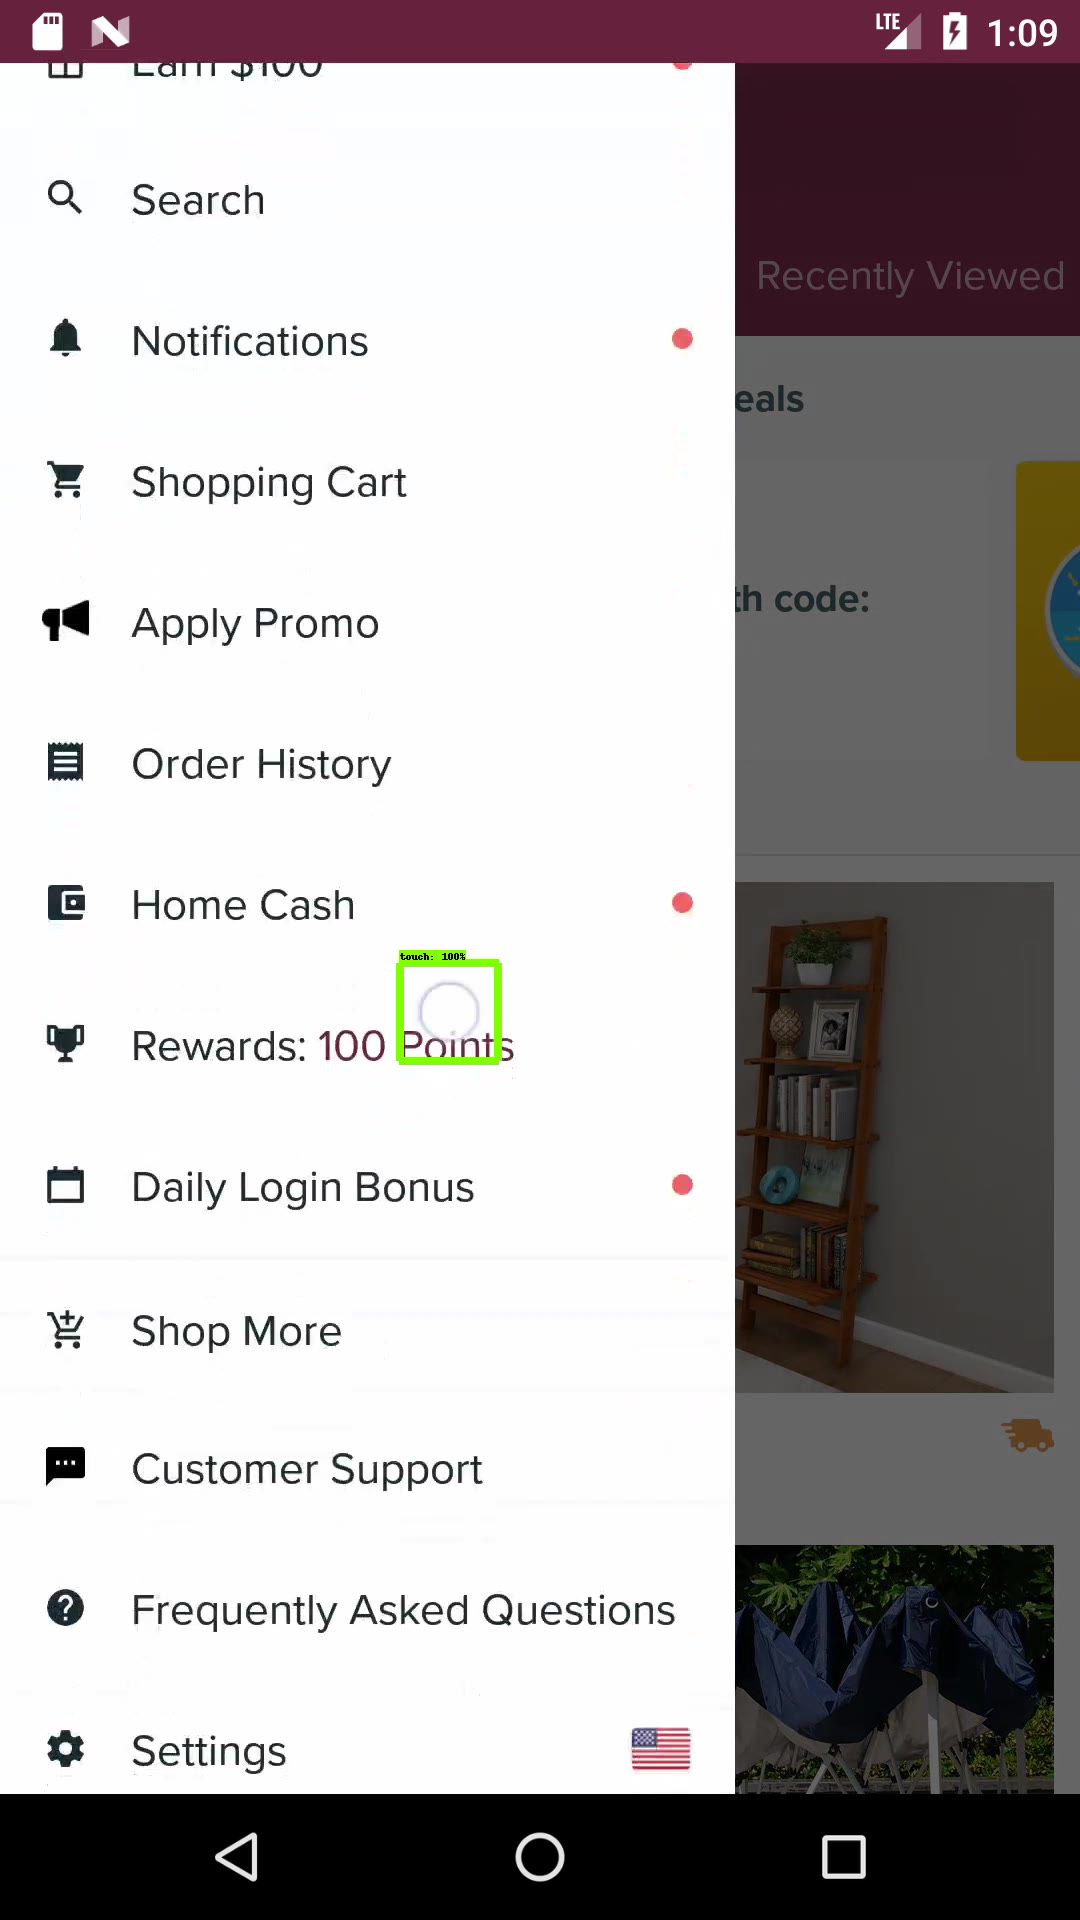 LTE 1:09
Earn $100
Search
Recently Viewed
Notifications
eals
Shopping Cart
th code:
Apply Promo
Order History
Home Cash
touch: 100%
Rewards: 100 Points
Daily Login Bonus
Shop More
Customer Support
Frequently Asked Questions
Settings